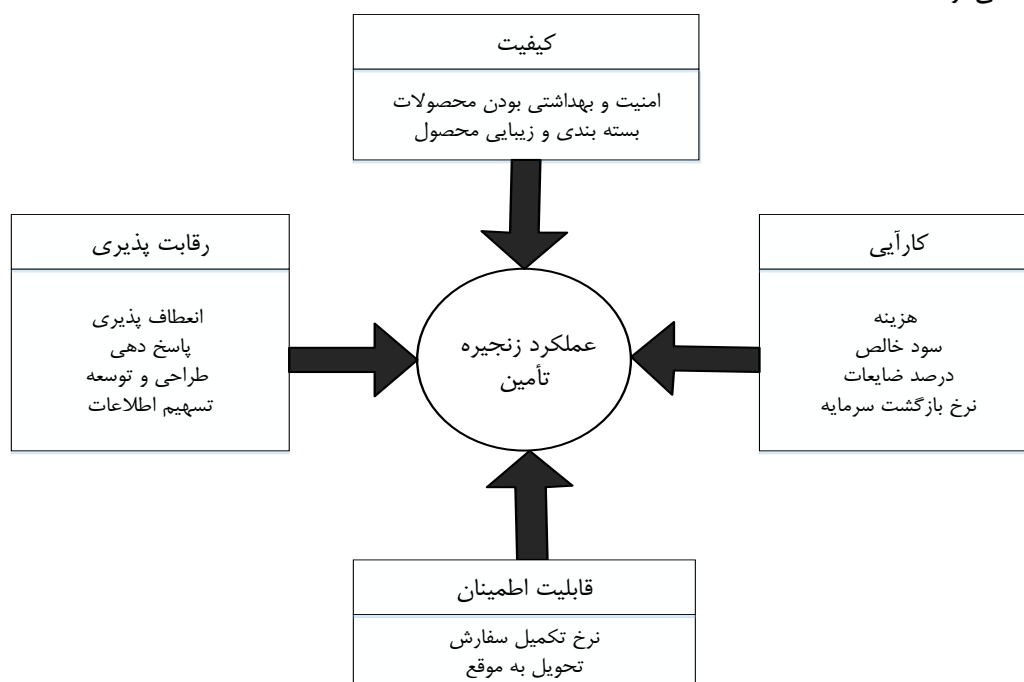 کیفیت
امنیت و بهداشتی بودن محصولات
بسته بندی و زیبایی محصول
کارآیی
هزینه
سود خالص
درصد ضایعات
نرخ بازگشت سرمایه
عملکرد زنجیره
تأمین
رقابت پذیری
انعطاف پذیری
پاسخ دهی
طراحی و توسعه
تسهیم اطلاعات
قابلیت اطمینان
نرخ تکمیل سفارش
تحویل به موقع